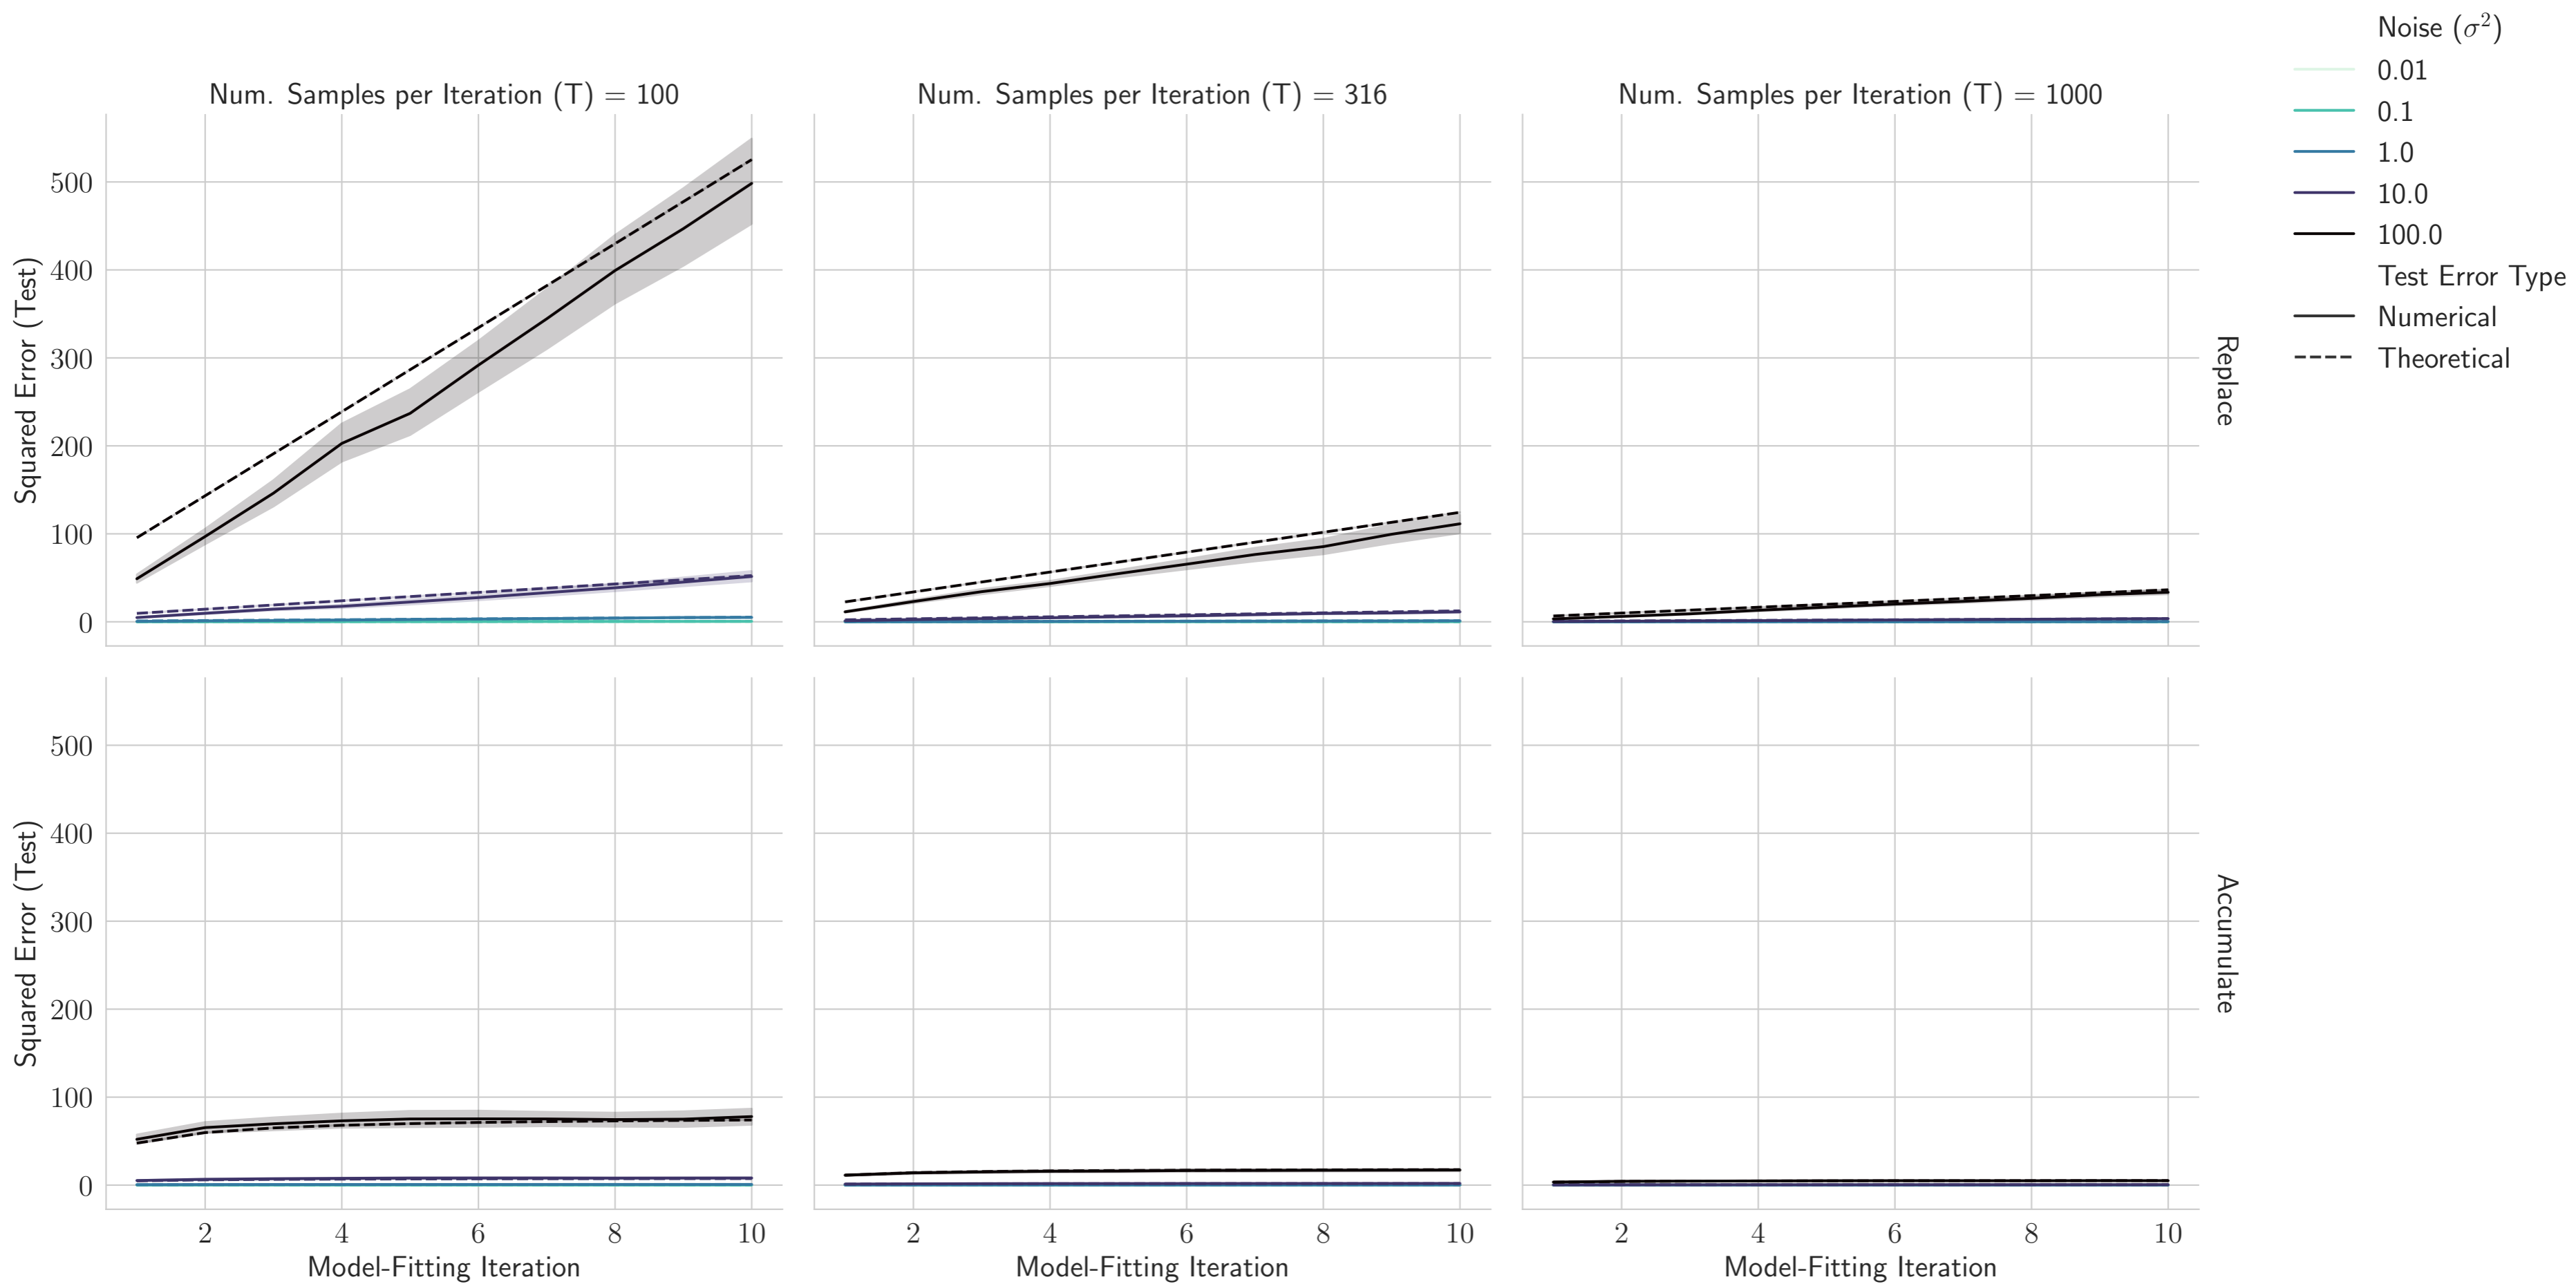 Num. Samples per Iteration (T) = 100
Num. Samples per Iteration (T) = 316
Num. Samples per Iteration (T) = 1000
Noise (σ²)
0.01
0.1
1.0
10.0
100.0
Test Error Type
Numerical
Theoretical
Squared Error (Test)
500
400
300
200
100
0
Replace
Squared Error (Test)
500
400
300
200
100
0
Accumulate
2 4 6 8 10
2 4 6 8 10
2 4 6 8 10
Model-Fitting Iteration
Model-Fitting Iteration
Model-Fitting Iteration